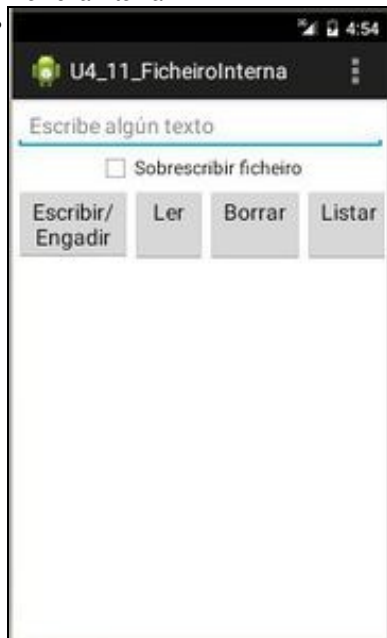 4:54
U4_11_FicheiroInterna
Escribe algún texto
Sobrescribir ficheiro
Escribir/
Engadir
Ler
Borrar
Listar